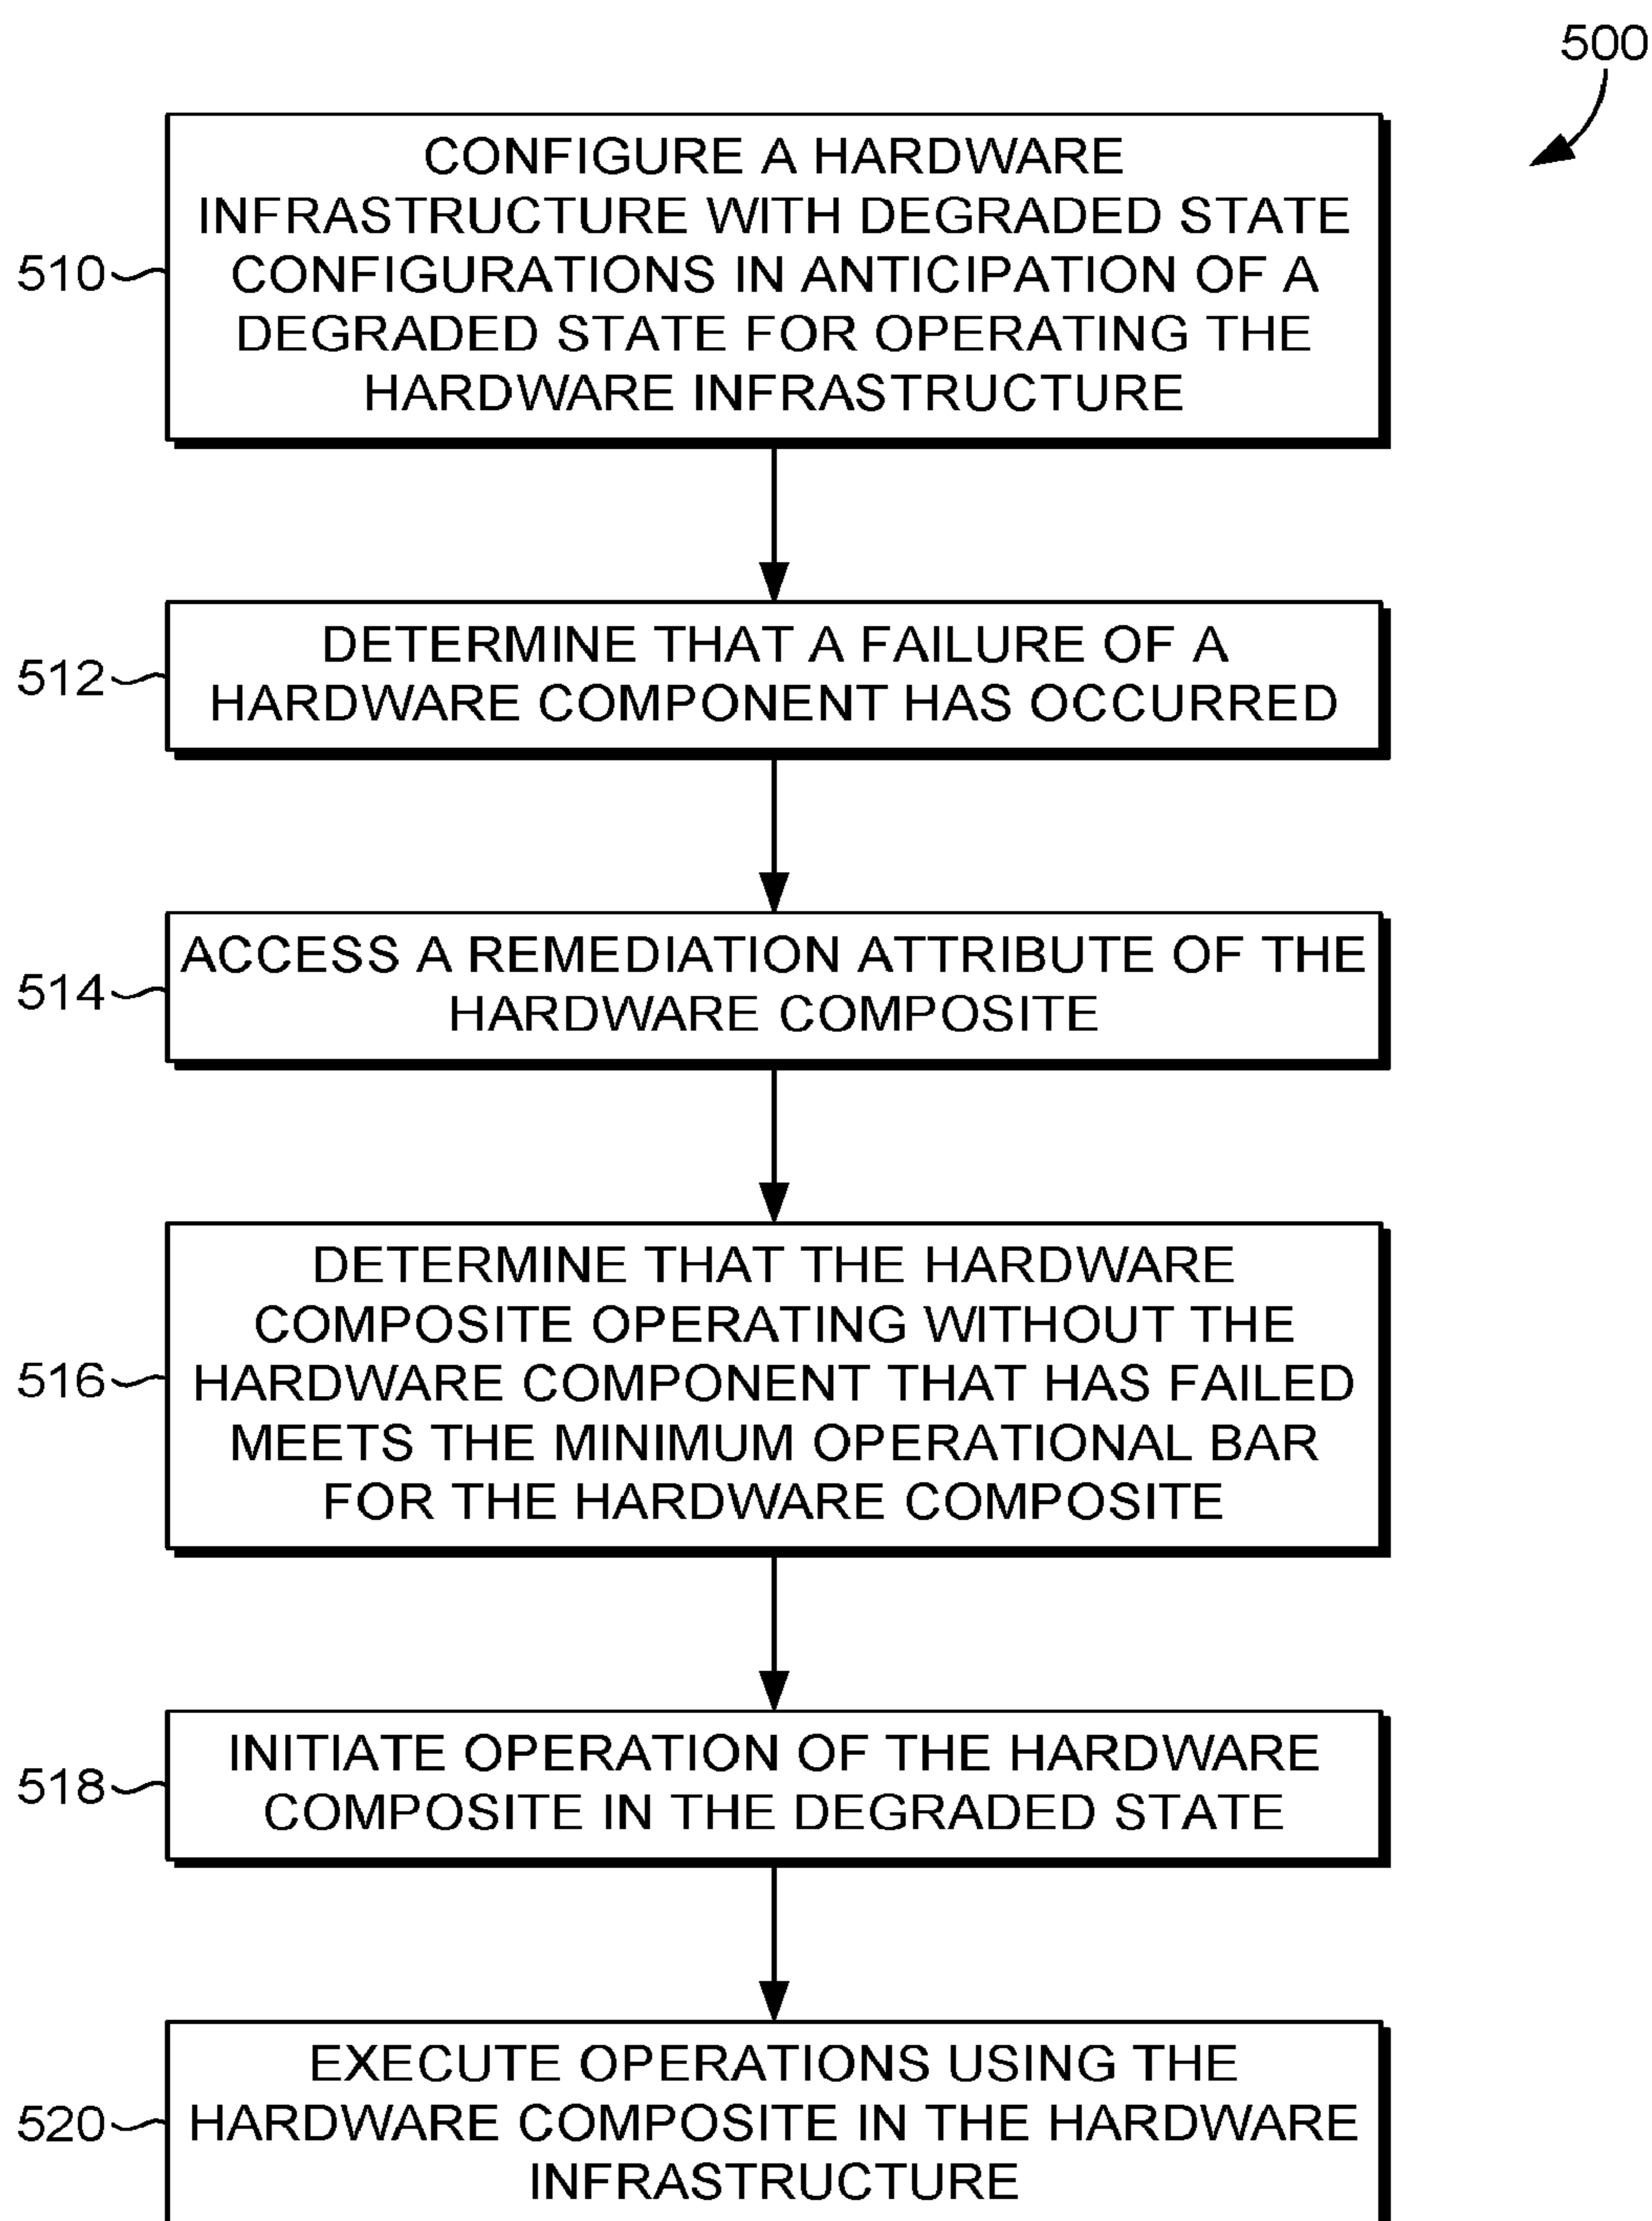 500
CONFIGURE A HARDWARE
INFRASTRUCTURE WITH DEGRADED STATE
CONFIGURATIONS IN ANTICIPATION OF A
DEGRADED STATE FOR OPERATING THE
HARDWARE INFRASTRUCTURE
510
DETERMINE THAT A FAILURE OF A
HARDWARE COMPONENT HAS OCCURRED
512
ACCESS A REMEDIATION ATTRIBUTE OF THE
HARDWARE COMPOSITE
514
DETERMINE THAT THE HARDWARE
COMPOSITE OPERATING WITHOUT THE
HARDWARE COMPONENT THAT HAS FAILED
MEETS THE MINIMUM OPERATIONAL BAR
FOR THE HARDWARE COMPOSITE
516
INITIATE OPERATION OF THE HARDWARE
COMPOSITE IN THE DEGRADED STATE
518
EXECUTE OPERATIONS USING THE
HARDWARE COMPOSITE IN THE HARDWARE
INFRASTRUCTURE
520